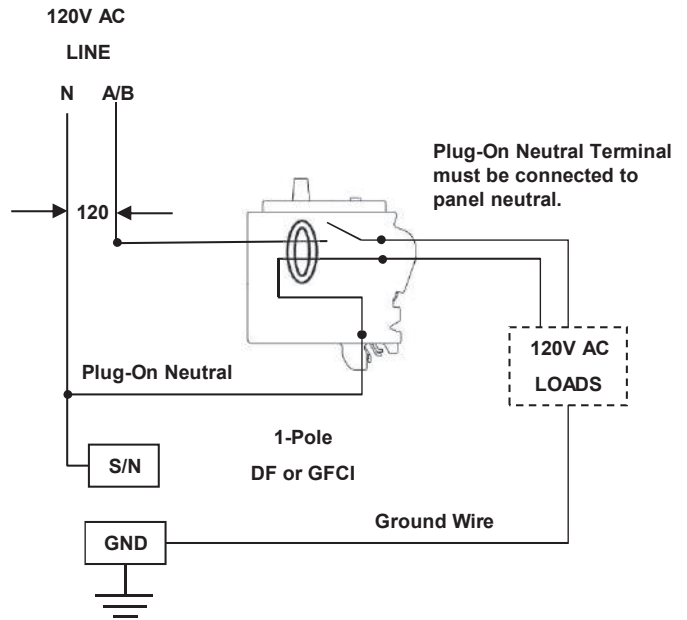 120V AC
LINE
N A/B
Plug-On Neutral Terminal
must be connected to
panel neutral.
120
Plug-On Neutral
120V AC
LOADS
1-Pole
DF or GFCI
S/N
Ground Wire
GND